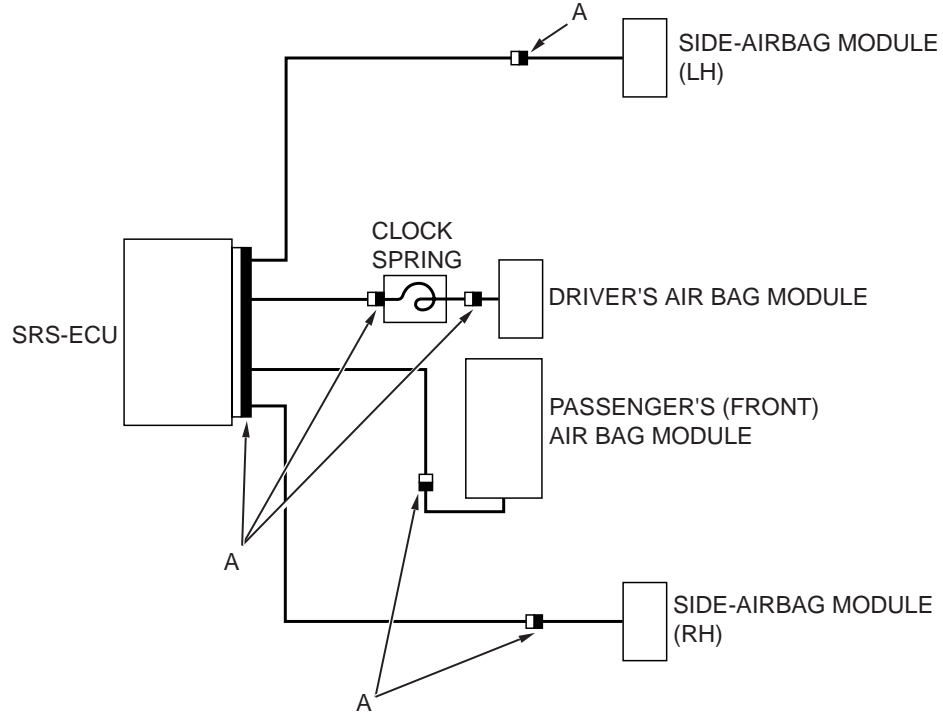 A
SIDE-AIRBAG MODULE
(LH)
CLOCK
SPRING
DRIVER'S AIR BAG MODULE
SRS-ECU
PASSENGER'S (FRONT)
AIR BAG MODULE
A
SIDE-AIRBAG MODULE
(RH)
A